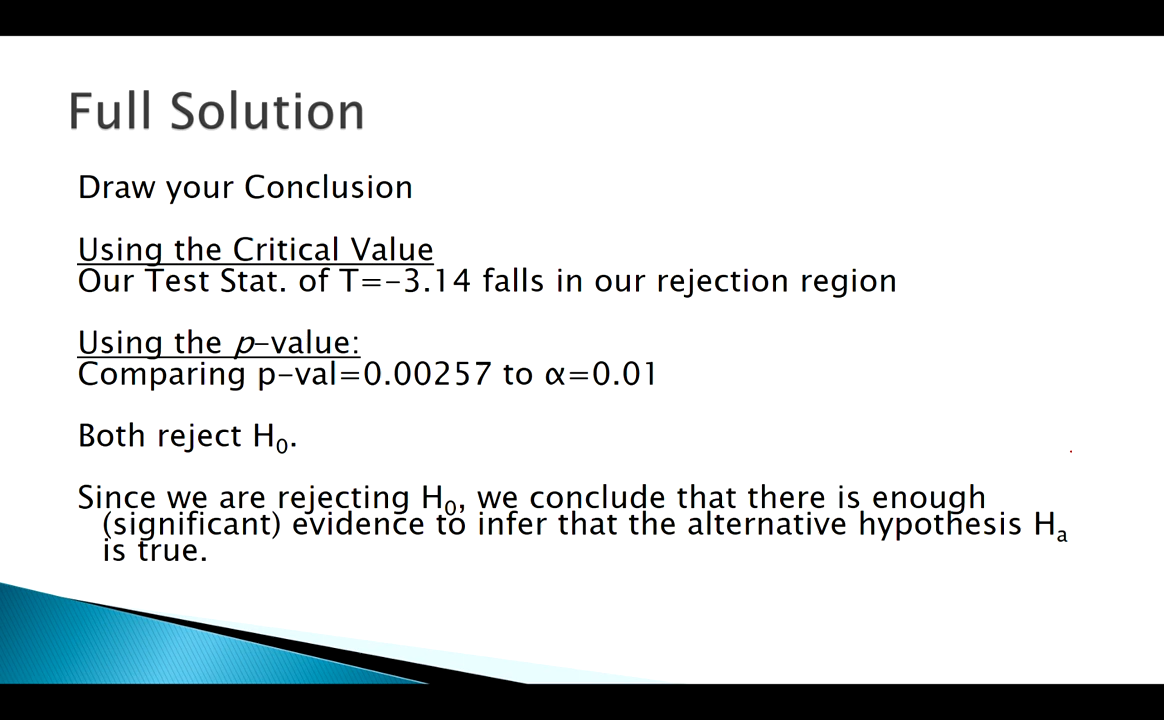 Full Solution
Draw your Conclusion
Using the Critical Value
Our Test Stat. of T=-3.14 falls in our rejection region
Using the p-value:
Comparing p-val=0.00257 to α=0.01
Both reject H₀.
Since we are rejecting H₀, we conclude that there is enough
(significant) evidence to infer that the alternative hypothesis Hₐ
is true.